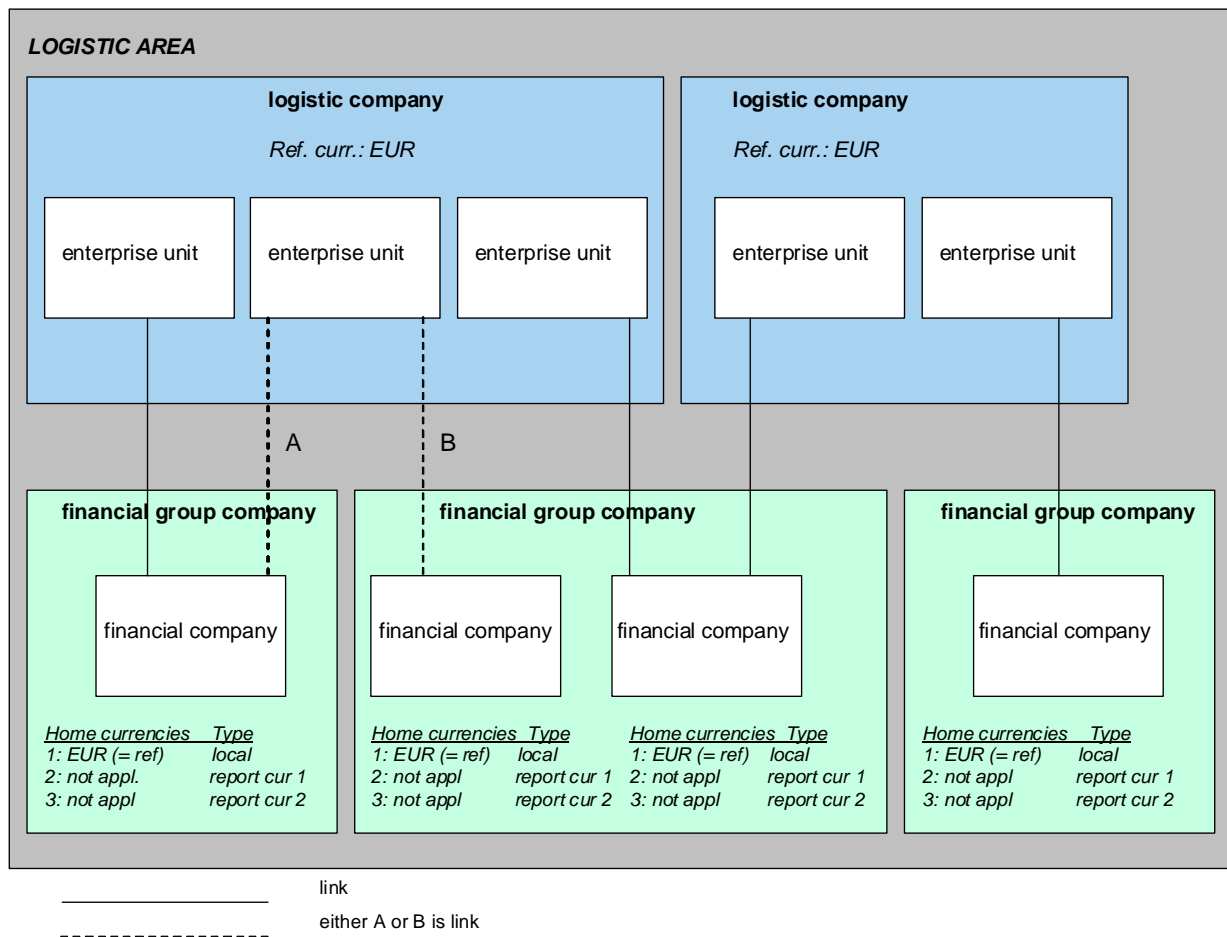 LOGISTIC AREA
logistic company
Ref. curr.: EUR
enterprise unit
enterprise unit
enterprise unit
logistic company
Ref. curr.: EUR
enterprise unit
enterprise unit
A
B
financial group company
financial company
Home currencies Type
1: EUR (= ref) local
2: not appl. report cur 1
3: not appl report cur 2
financial group company
financial company
financial company
Home currencies Type
1: EUR (= ref) local
2: not appl report cur 1
3: not appl report cur 2
Home currencies Type
1: EUR (= ref) local
2: not appl report cur 1
3: not appl report cur 2
financial group company
financial company
Home currencies Type
1: EUR (= ref) local
2: not appl report cur 1
3: not appl report cur 2
link
either A or B is link